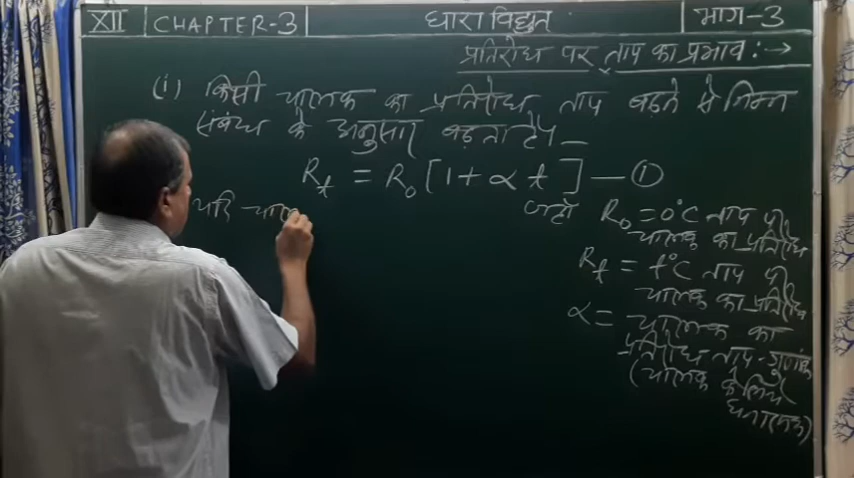 XII CHAPTER-3 धारा विद्युत भाग-3
प्रतिरोध पर ताप का प्रभाव :→
(i) किसी चालक का प्रतिरोध ताप बढ़ने से निम्न
संबंध के अनुसार बढ़ता है।
Rt = R0 [1 + α t] — ①
जहाँ R0 = 0°C ताप पर
चालक का प्रतिरोध
Rt = t°C ताप पर
चालक का प्रतिरोध
α = चालक का
प्रतिरोध ताप-गुणांक
(चालक के लिये
धनात्मक)
यदि चाल